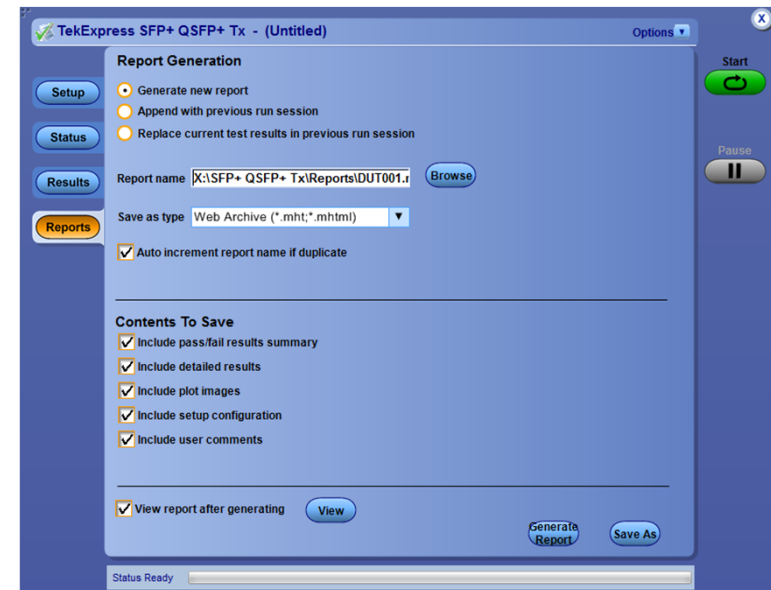 TekExpress SFP+ QSFP+ Tx - (Untitled)
Options
x
Start
Pause
Setup
Status
Results
Reports
Report Generation
Generate new report
Append with previous run session
Replace current test results in previous run session
Report name X:\SFP+ QSFP+ Tx\Reports\DUT001.r Browse
Save as type Web Archive (*.mht;*.mhtml)
Auto increment report name if duplicate
Contents To Save
Include pass/fail results summary
Include detailed results
Include plot images
Include setup configuration
Include user comments
View report after generating View
Generate
Report
Save As
Status Ready